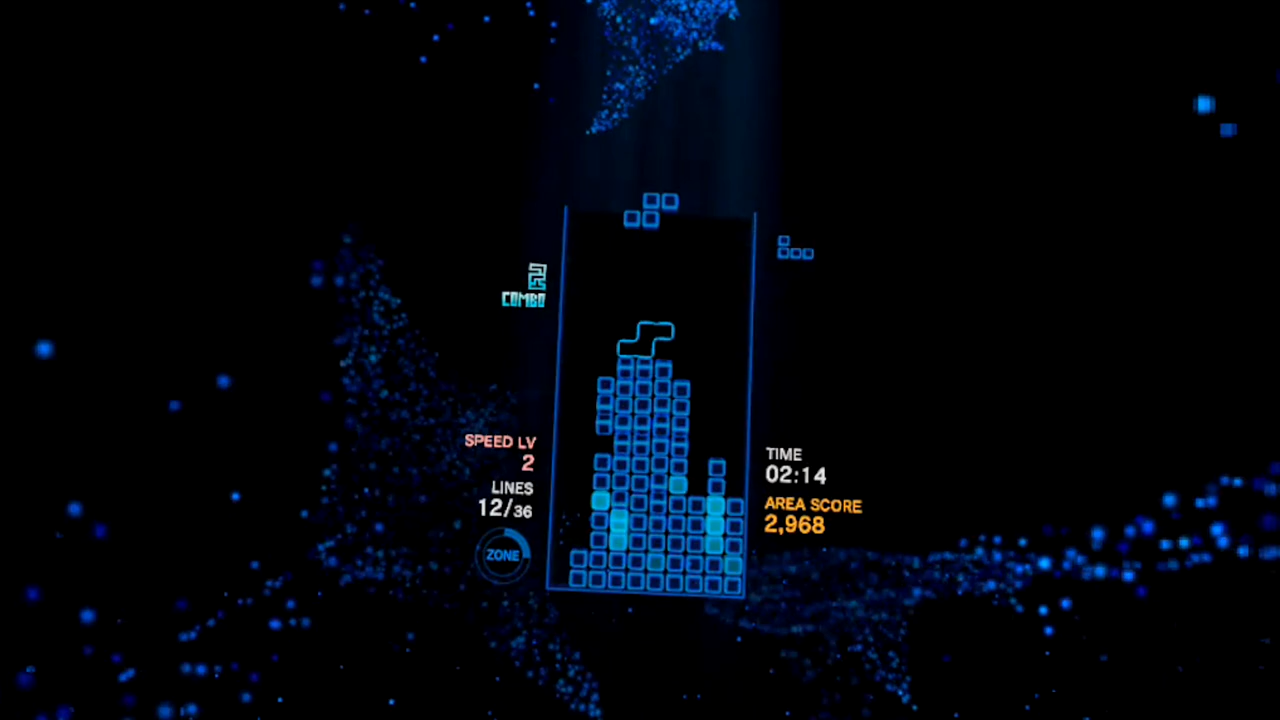 2
COMBO
SPEED LV
2
LINES
12/36
ZONE
TIME
02:14
AREA SCORE
2,968